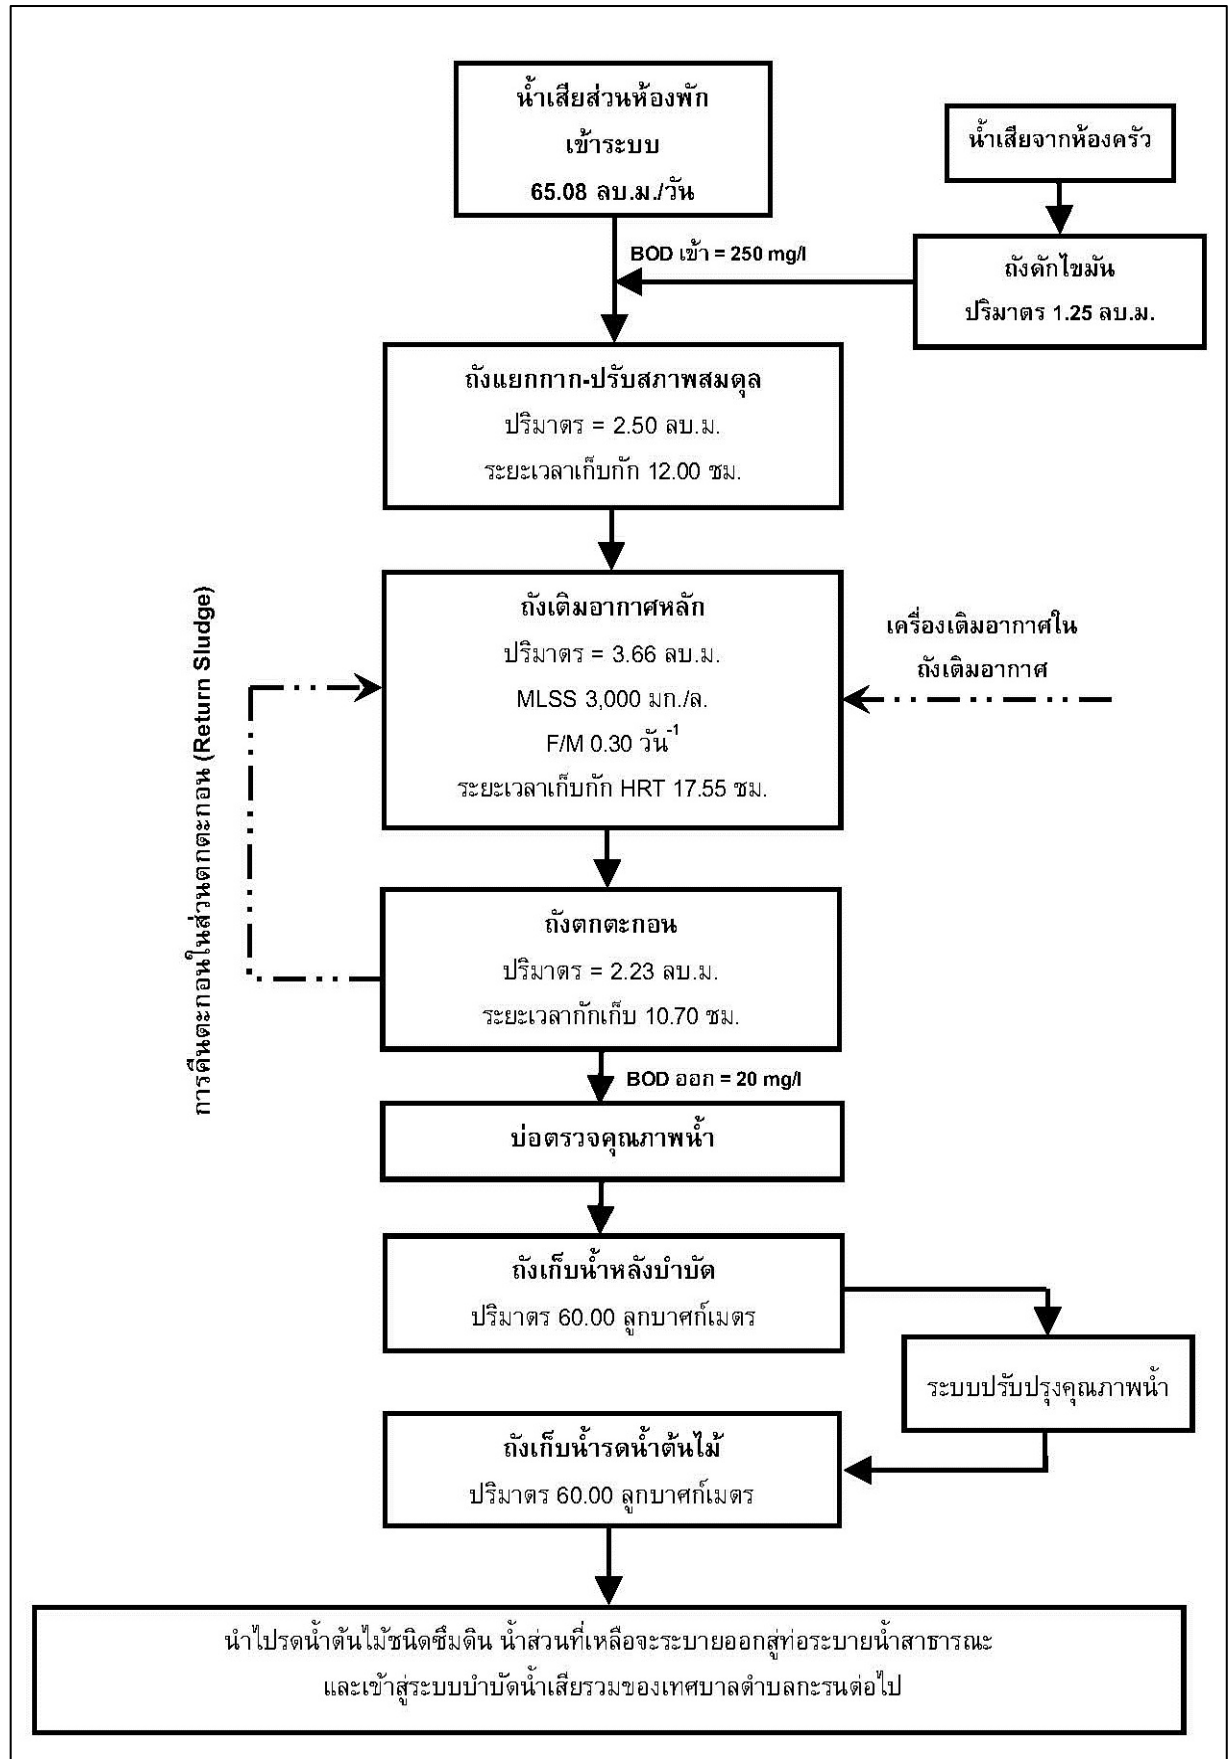 น้ำเสียส่วนห้องพัก
เข้าระบบ
65.08 ลบ.ม./วัน
น้ำเสียจากห้องครัว
BOD เข้า = 250 mg/l
ถังดักไขมัน
ปริมาตร 1.25 ลบ.ม.
ถังแยกกาก-ปรับสภาพสมดุล
ปริมาตร = 2.50 ลบ.ม.
ระยะเวลาเก็บกัก 12.00 ชม.
ถังเติมอากาศหลัก
ปริมาตร = 3.66 ลบ.ม.
MLSS 3,000 มก./ล.
F/M 0.30 วัน⁻¹
ระยะเวลาเก็บกัก HRT 17.55 ชม.
เครื่องเติมอากาศใน
ถังเติมอากาศ
การคืนตะกอนในส่วนตกตะกอน (Return Sludge)
ถังตกตะกอน
ปริมาตร = 2.23 ลบ.ม.
ระยะเวลากักเก็บ 10.70 ชม.
BOD ออก = 20 mg/l
บ่อตรวจคุณภาพน้ำ
ถังเก็บน้ำหลังบำบัด
ปริมาตร 60.00 ลูกบาศก์เมตร
ระบบปรับปรุงคุณภาพน้ำ
ถังเก็บน้ำรดน้ำต้นไม้
ปริมาตร 60.00 ลูกบาศก์เมตร
นำไปรดน้ำต้นไม้ชนิดซึมดิน น้ำส่วนที่เหลือจะระบายออกสู่ท่อระบายน้ำสาธารณะ
และเข้าสู่ระบบบำบัดน้ำเสียรวมของเทศบาลตำบลกะรนต่อไป